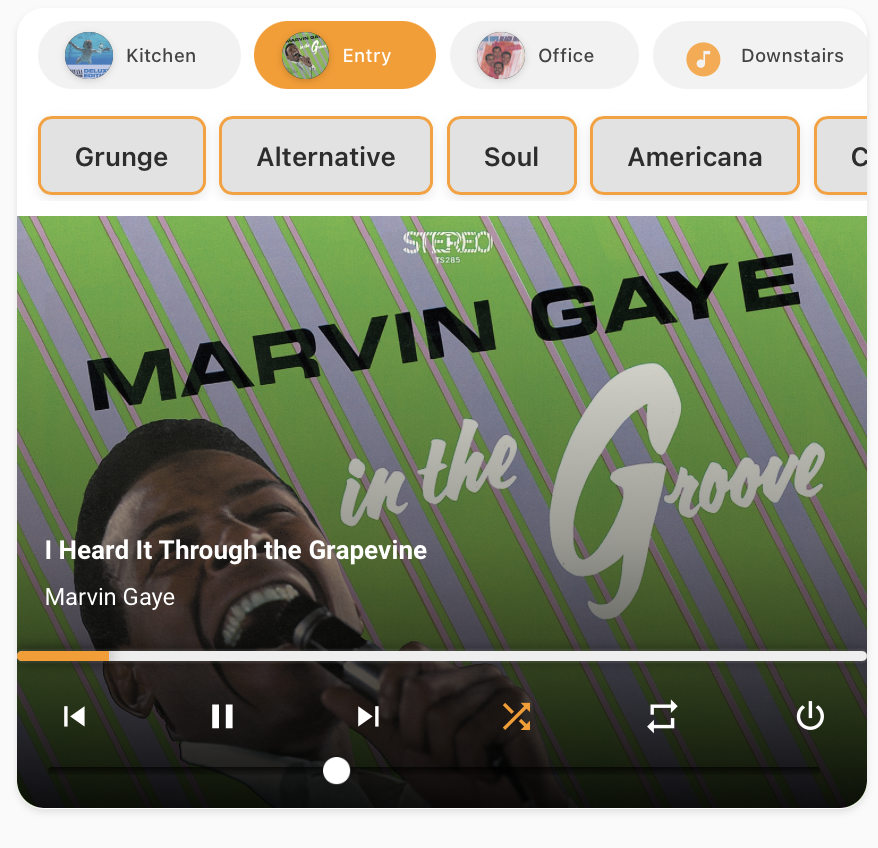 Kitchen
Entry
Office
Downstairs
Grunge
Alternative
Soul
Americana
C
STEREO
TS285
MARVIN GAYE
in the Groove
I Heard It Through the Grapevine
Marvin Gaye